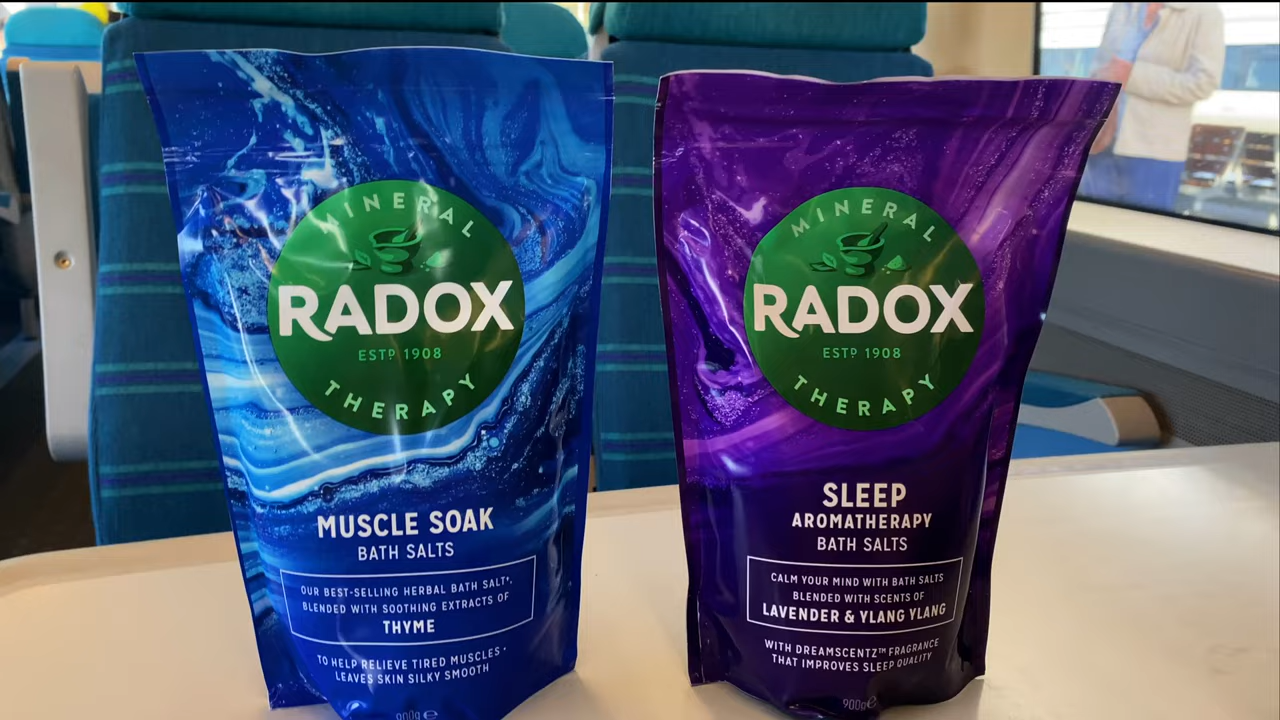 MINERAL
RADOX
ESTD 1908
THERAPY
MUSCLE SOAK
BATH SALTS
OUR BEST-SELLING HERBAL BATH SALT+,
BLENDED WITH SOOTHING EXTRACTS OF
THYME
TO HELP RELIEVE TIRED MUSCLES •
LEAVES SKIN SILKY SMOOTH
900g e
MINERAL
RADOX
ESTD 1908
THERAPY
SLEEP
AROMATHERAPY
BATH SALTS
CALM YOUR MIND WITH BATH SALTS
BLENDED WITH SCENTS OF
LAVENDER & YLANG YLANG
WITH DREAMSCENTZ™ FRAGRANCE
THAT IMPROVES SLEEP QUALITY
900g e